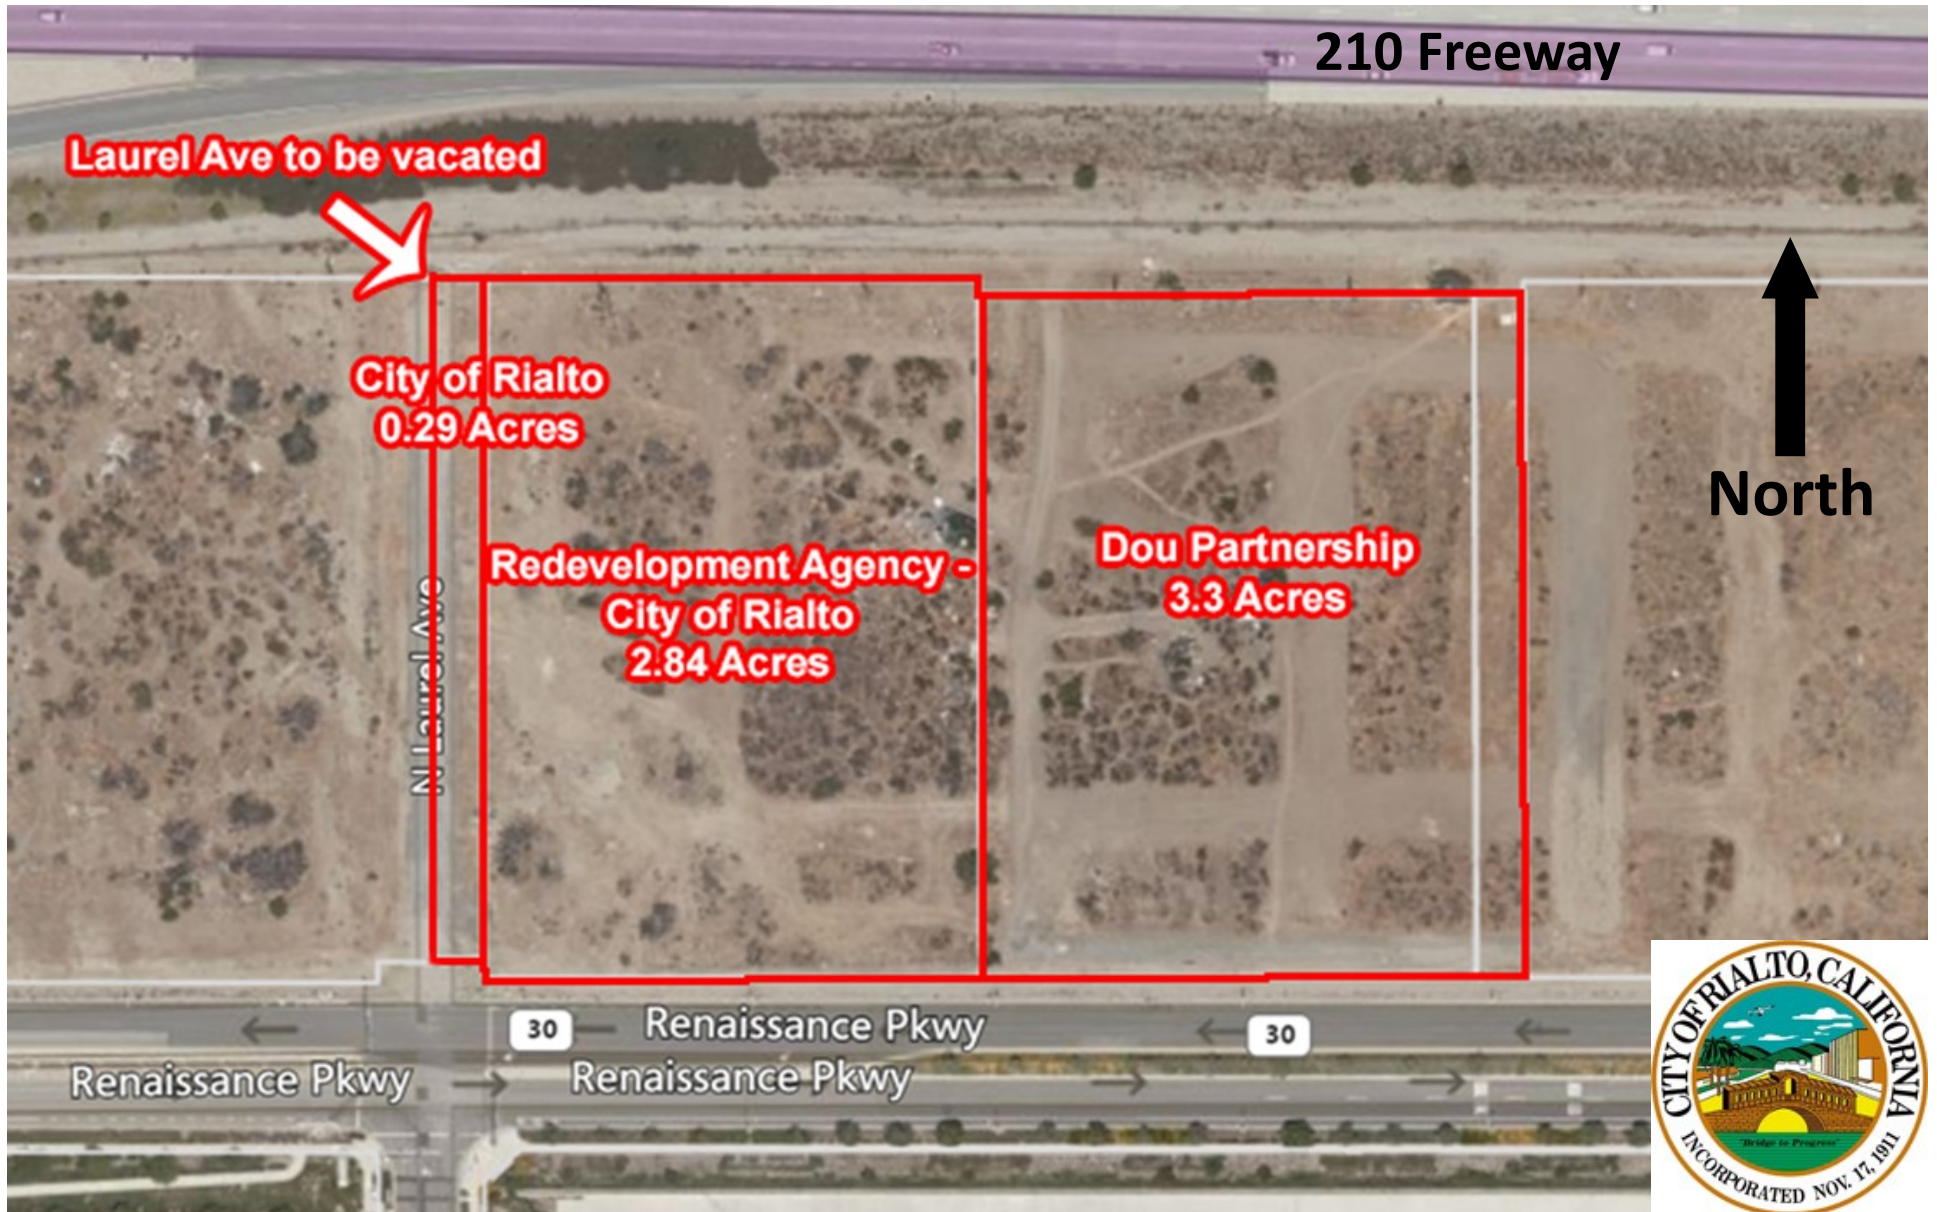 210 Freeway
Laurel Ave to be vacated
City of Rialto
0.29 Acres
North
Redevelopment Agency -
City of Rialto
2.84 Acres
Dou Partnership
3.3 Acres
N Laurel Ave
30
Renaissance Pkwy
30
Renaissance Pkwy
Renaissance Pkwy
CITY OF RIALTO, CALIFORNIA
"Bridge to Progress"
INCORPORATED NOV. 17, 1911